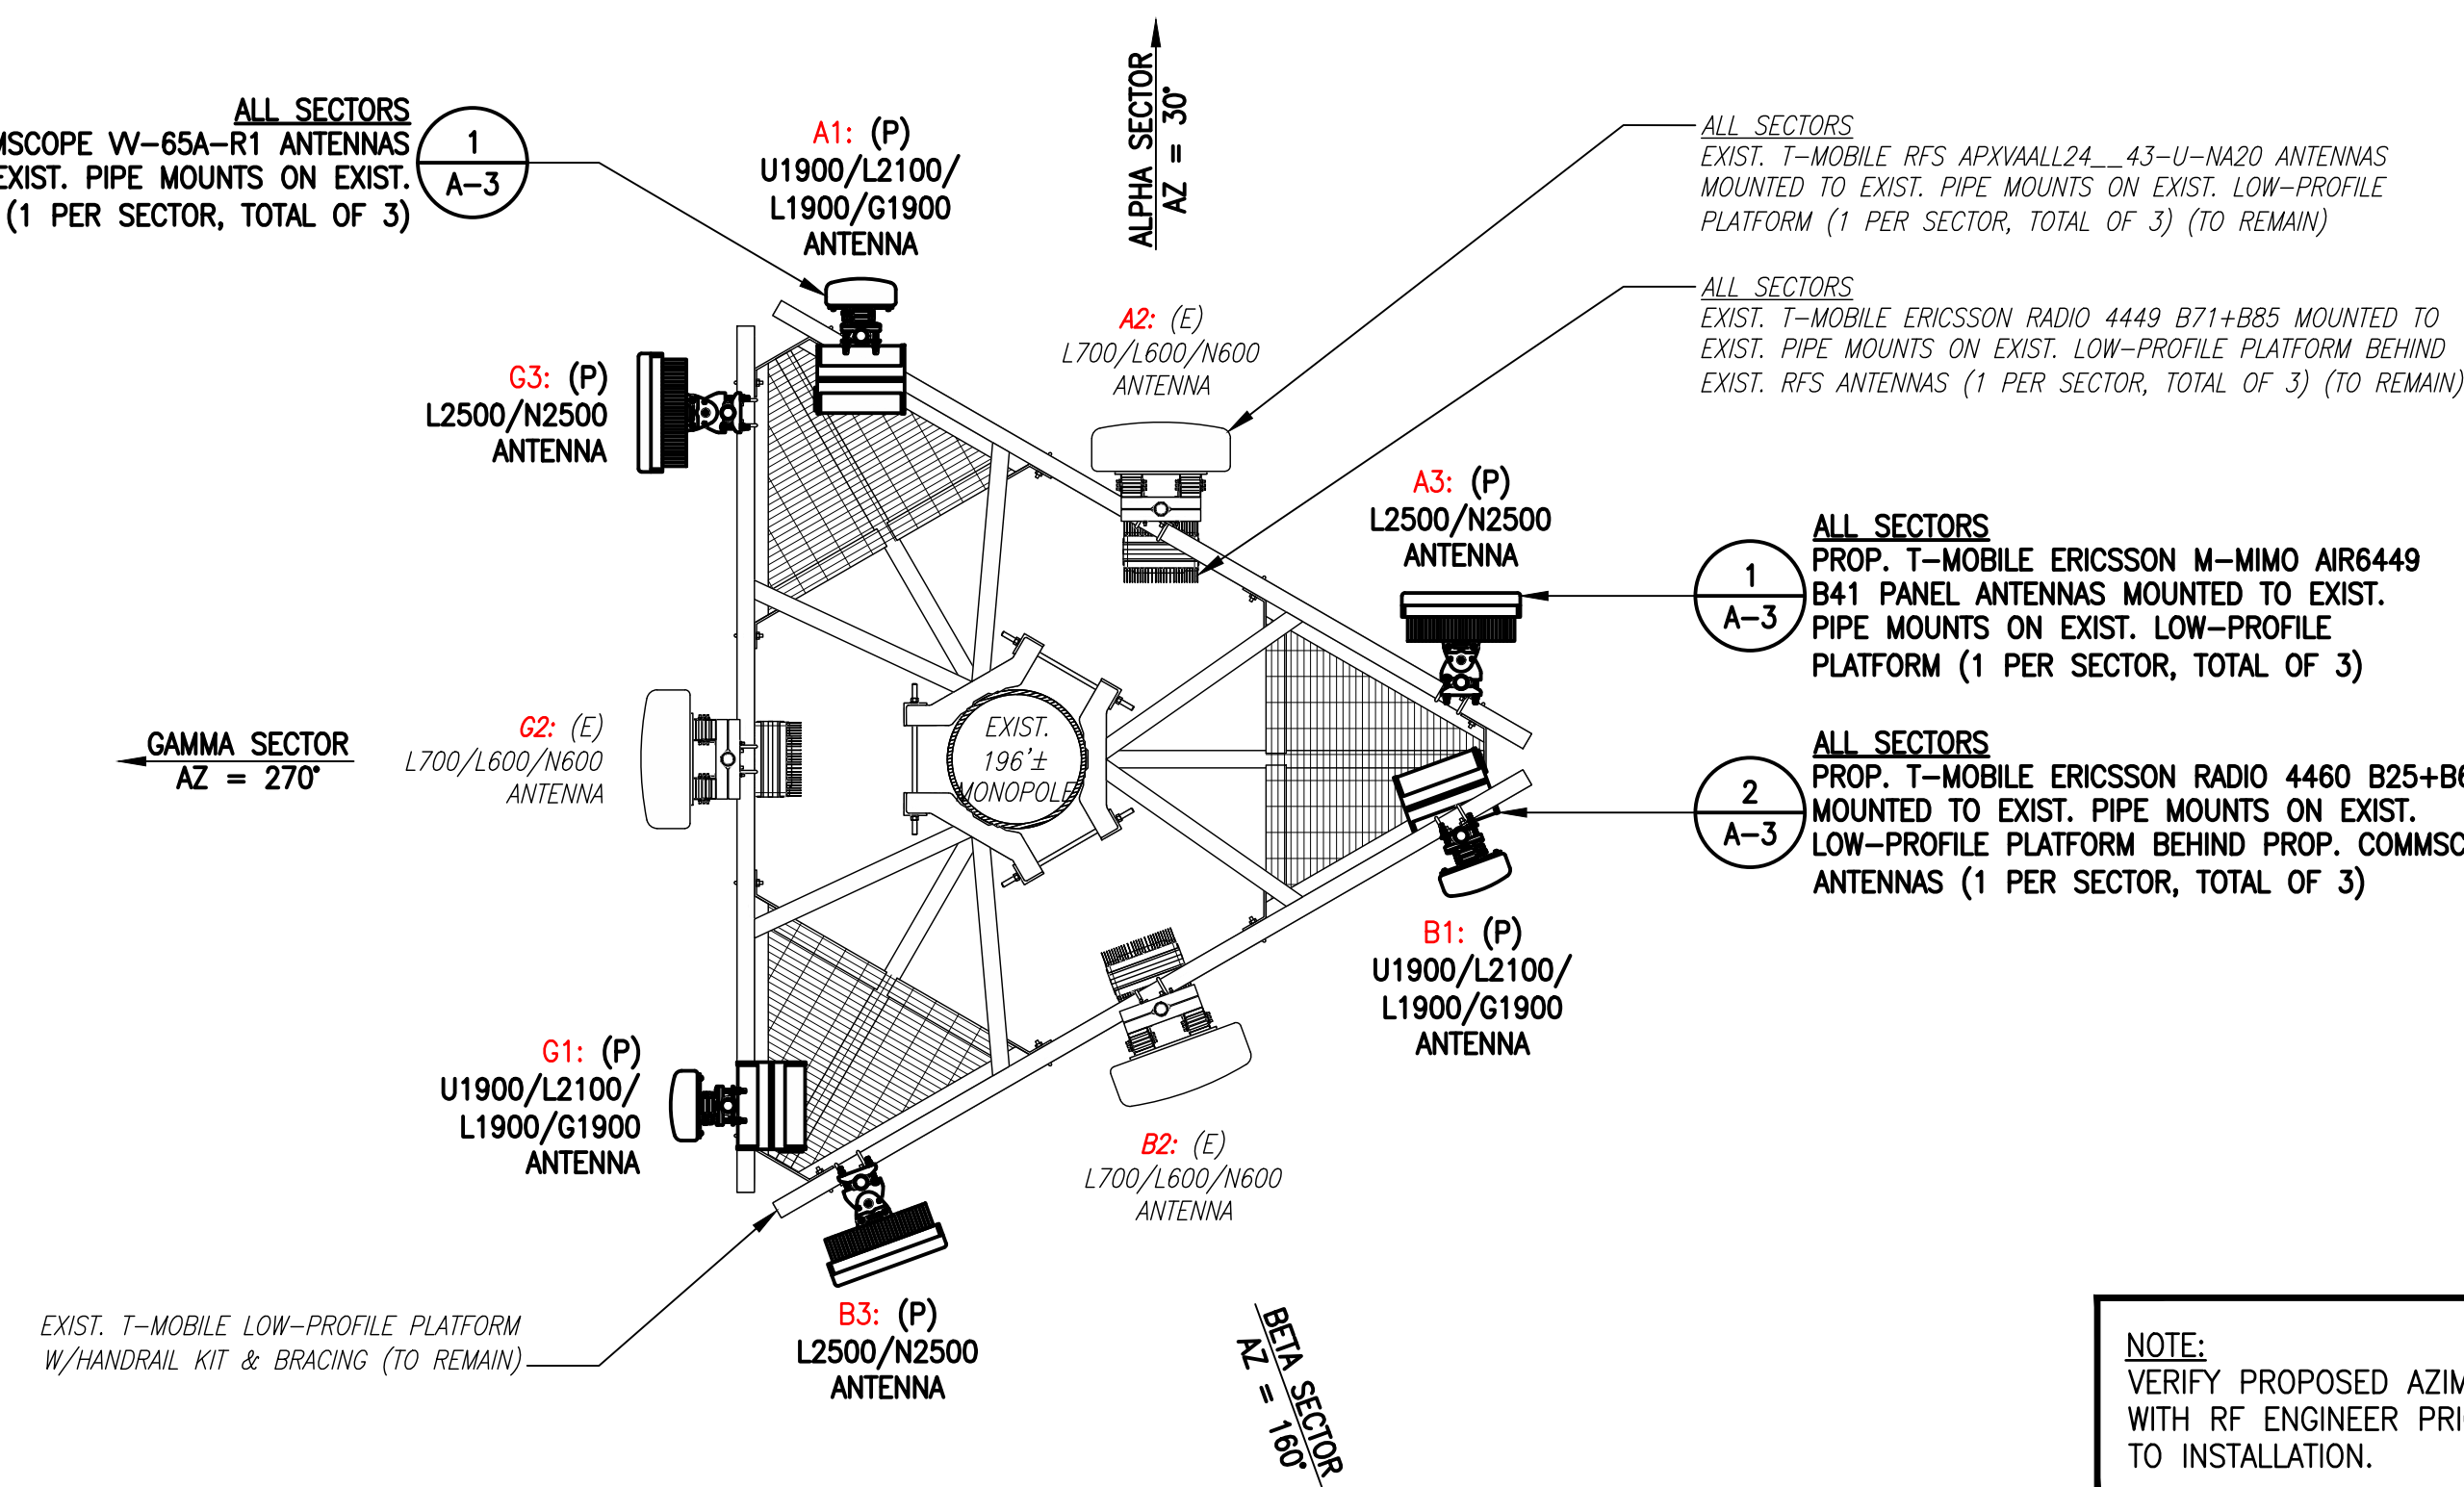 ALL SECTORS
MSCOPE VV-65A-R1 ANTENNAS
EXIST. PIPE MOUNTS ON EXIST.
(1 PER SECTOR, TOTAL OF 3)
1
A-3
A1: (P)
U1900/L2100/
L1900/G1900
ANTENNA
ALPHA SECTOR
AZ = 30°
ALL SECTORS
EXIST. T-MOBILE RFS APXVAALL24__43-U-NA20 ANTENNAS
MOUNTED TO EXIST. PIPE MOUNTS ON EXIST. LOW-PROFILE
PLATFORM (1 PER SECTOR, TOTAL OF 3) (TO REMAIN)
ALL SECTORS
EXIST. T-MOBILE ERICSSON RADIO 4449 B71+B85 MOUNTED TO
EXIST. PIPE MOUNTS ON EXIST. LOW-PROFILE PLATFORM BEHIND
EXIST. RFS ANTENNAS (1 PER SECTOR, TOTAL OF 3) (TO REMAIN)
A2: (E)
L700/L600/N600
ANTENNA
G3: (P)
L2500/N2500
ANTENNA
A3: (P)
L2500/N2500
ANTENNA
1
A-3
ALL SECTORS
PROP. T-MOBILE ERICSSON M-MIMO AIR6449
B41 PANEL ANTENNAS MOUNTED TO EXIST.
PIPE MOUNTS ON EXIST. LOW-PROFILE
PLATFORM (1 PER SECTOR, TOTAL OF 3)
GAMMA SECTOR
AZ = 270°
G2: (E)
L700/L600/N600
ANTENNA
EXIST.
196'±
MONOPOLE
2
A-3
ALL SECTORS
PROP. T-MOBILE ERICSSON RADIO 4460 B25+B6
MOUNTED TO EXIST. PIPE MOUNTS ON EXIST.
LOW-PROFILE PLATFORM BEHIND PROP. COMMSC
ANTENNAS (1 PER SECTOR, TOTAL OF 3)
B1: (P)
U1900/L2100/
L1900/G1900
ANTENNA
G1: (P)
U1900/L2100/
L1900/G1900
ANTENNA
B2: (E)
L700/L600/N600
ANTENNA
B3: (P)
L2500/N2500
ANTENNA
EXIST. T-MOBILE LOW-PROFILE PLATFORM
W/HANDRAIL KIT & BRACING (TO REMAIN)
BETA SECTOR
AZ = 160°
NOTE:
VERIFY PROPOSED AZIM
WITH RF ENGINEER PRI
TO INSTALLATION.